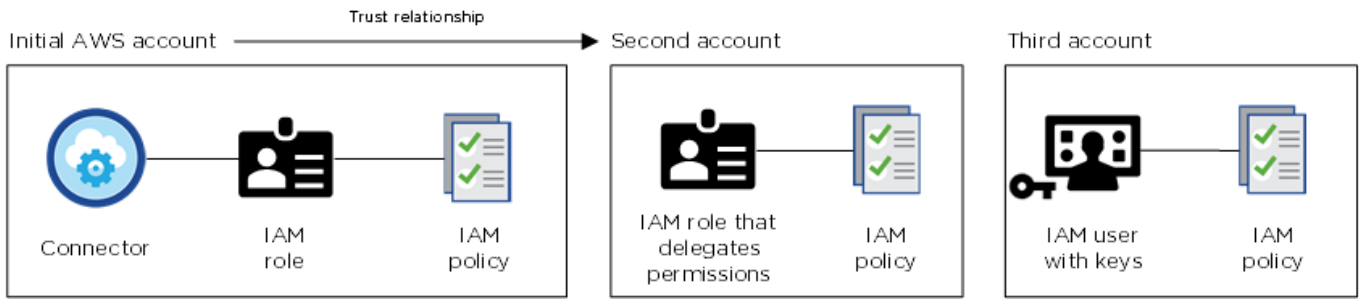 Trust relationship
Initial AWS account
Second account
Third account
Connector
IAM
role
IAM
policy
IAM role that
delegates
permissions
IAM
policy
IAM user
with keys
IAM
policy